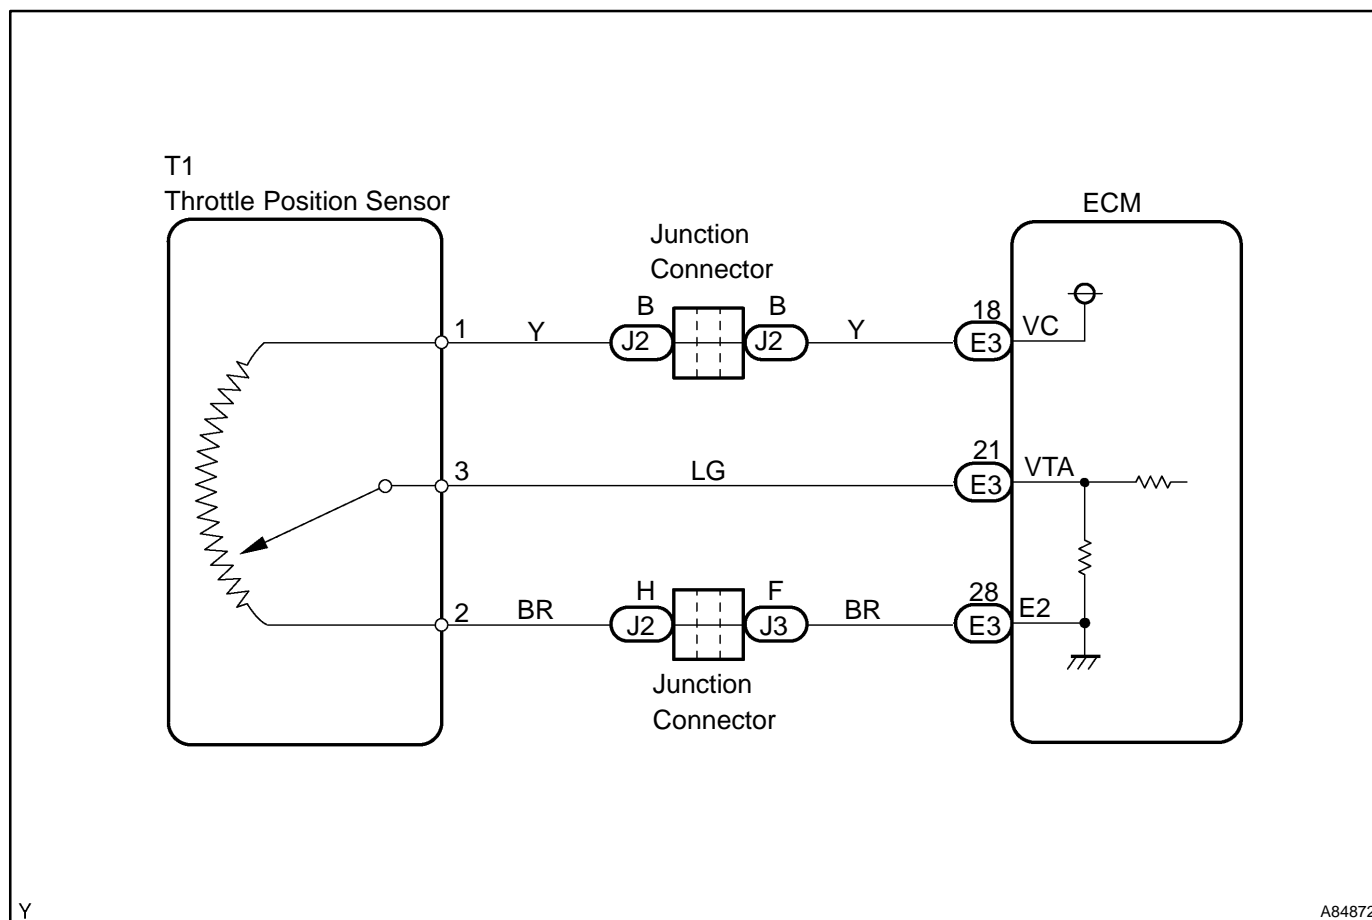 T1
Throttle Position Sensor
ECM
Junction
Connector
B
B
18
1
Y
J2
J2
Y
E3
VC
21
3
LG
E3
VTA
H
F
28
2
BR
J2
J3
BR
E3
E2
Junction
Connector
Y
A84872